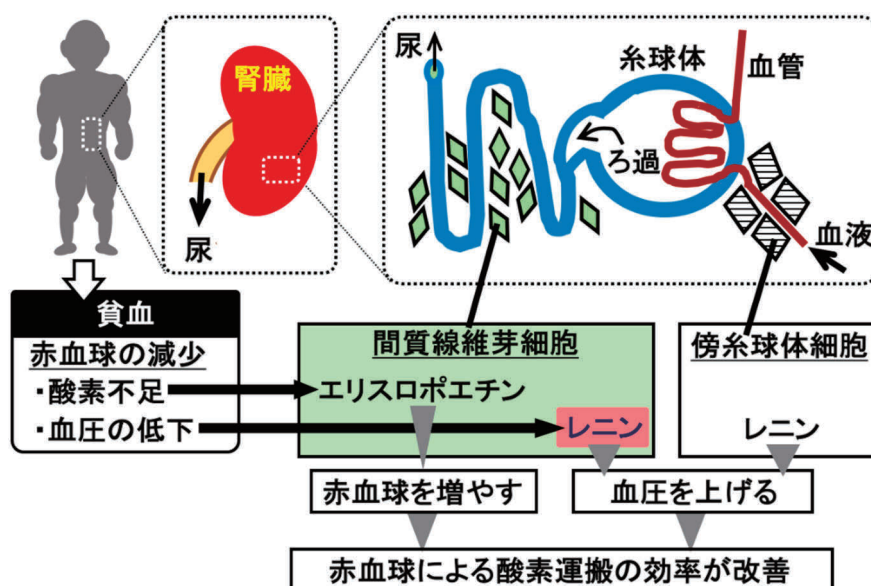 腎臓
尿
尿
糸球体
血管
ろ過
血液
貧血
赤血球の減少
・酸素不足
・血圧の低下
間質線維芽細胞
エリスロポエチン
レニン
傍糸球体細胞
レニン
赤血球を増やす
血圧を上げる
赤血球による酸素運搬の効率が改善